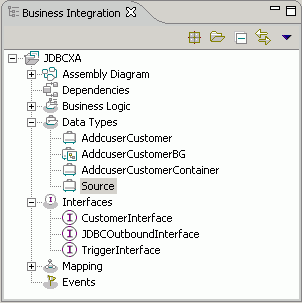 Business Integration
JDBCXA
Assembly Diagram
Dependencies
Business Logic
Data Types
AddcuserCustomer
AddcuserCustomerBG
AddcuserCustomerContainer
Source
Interfaces
CustomerInterface
JDBCOutboundInterface
TriggerInterface
Mapping
Events